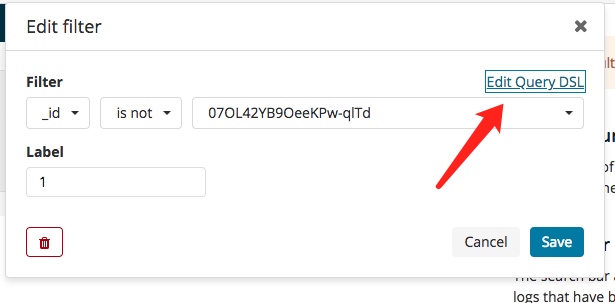 Edit filter
Filter
Edit Query DSL
_id
is not
07OL42YB9OeeKPw-qlTd
Label
1
Cancel
Save
The search bar
logs that have b